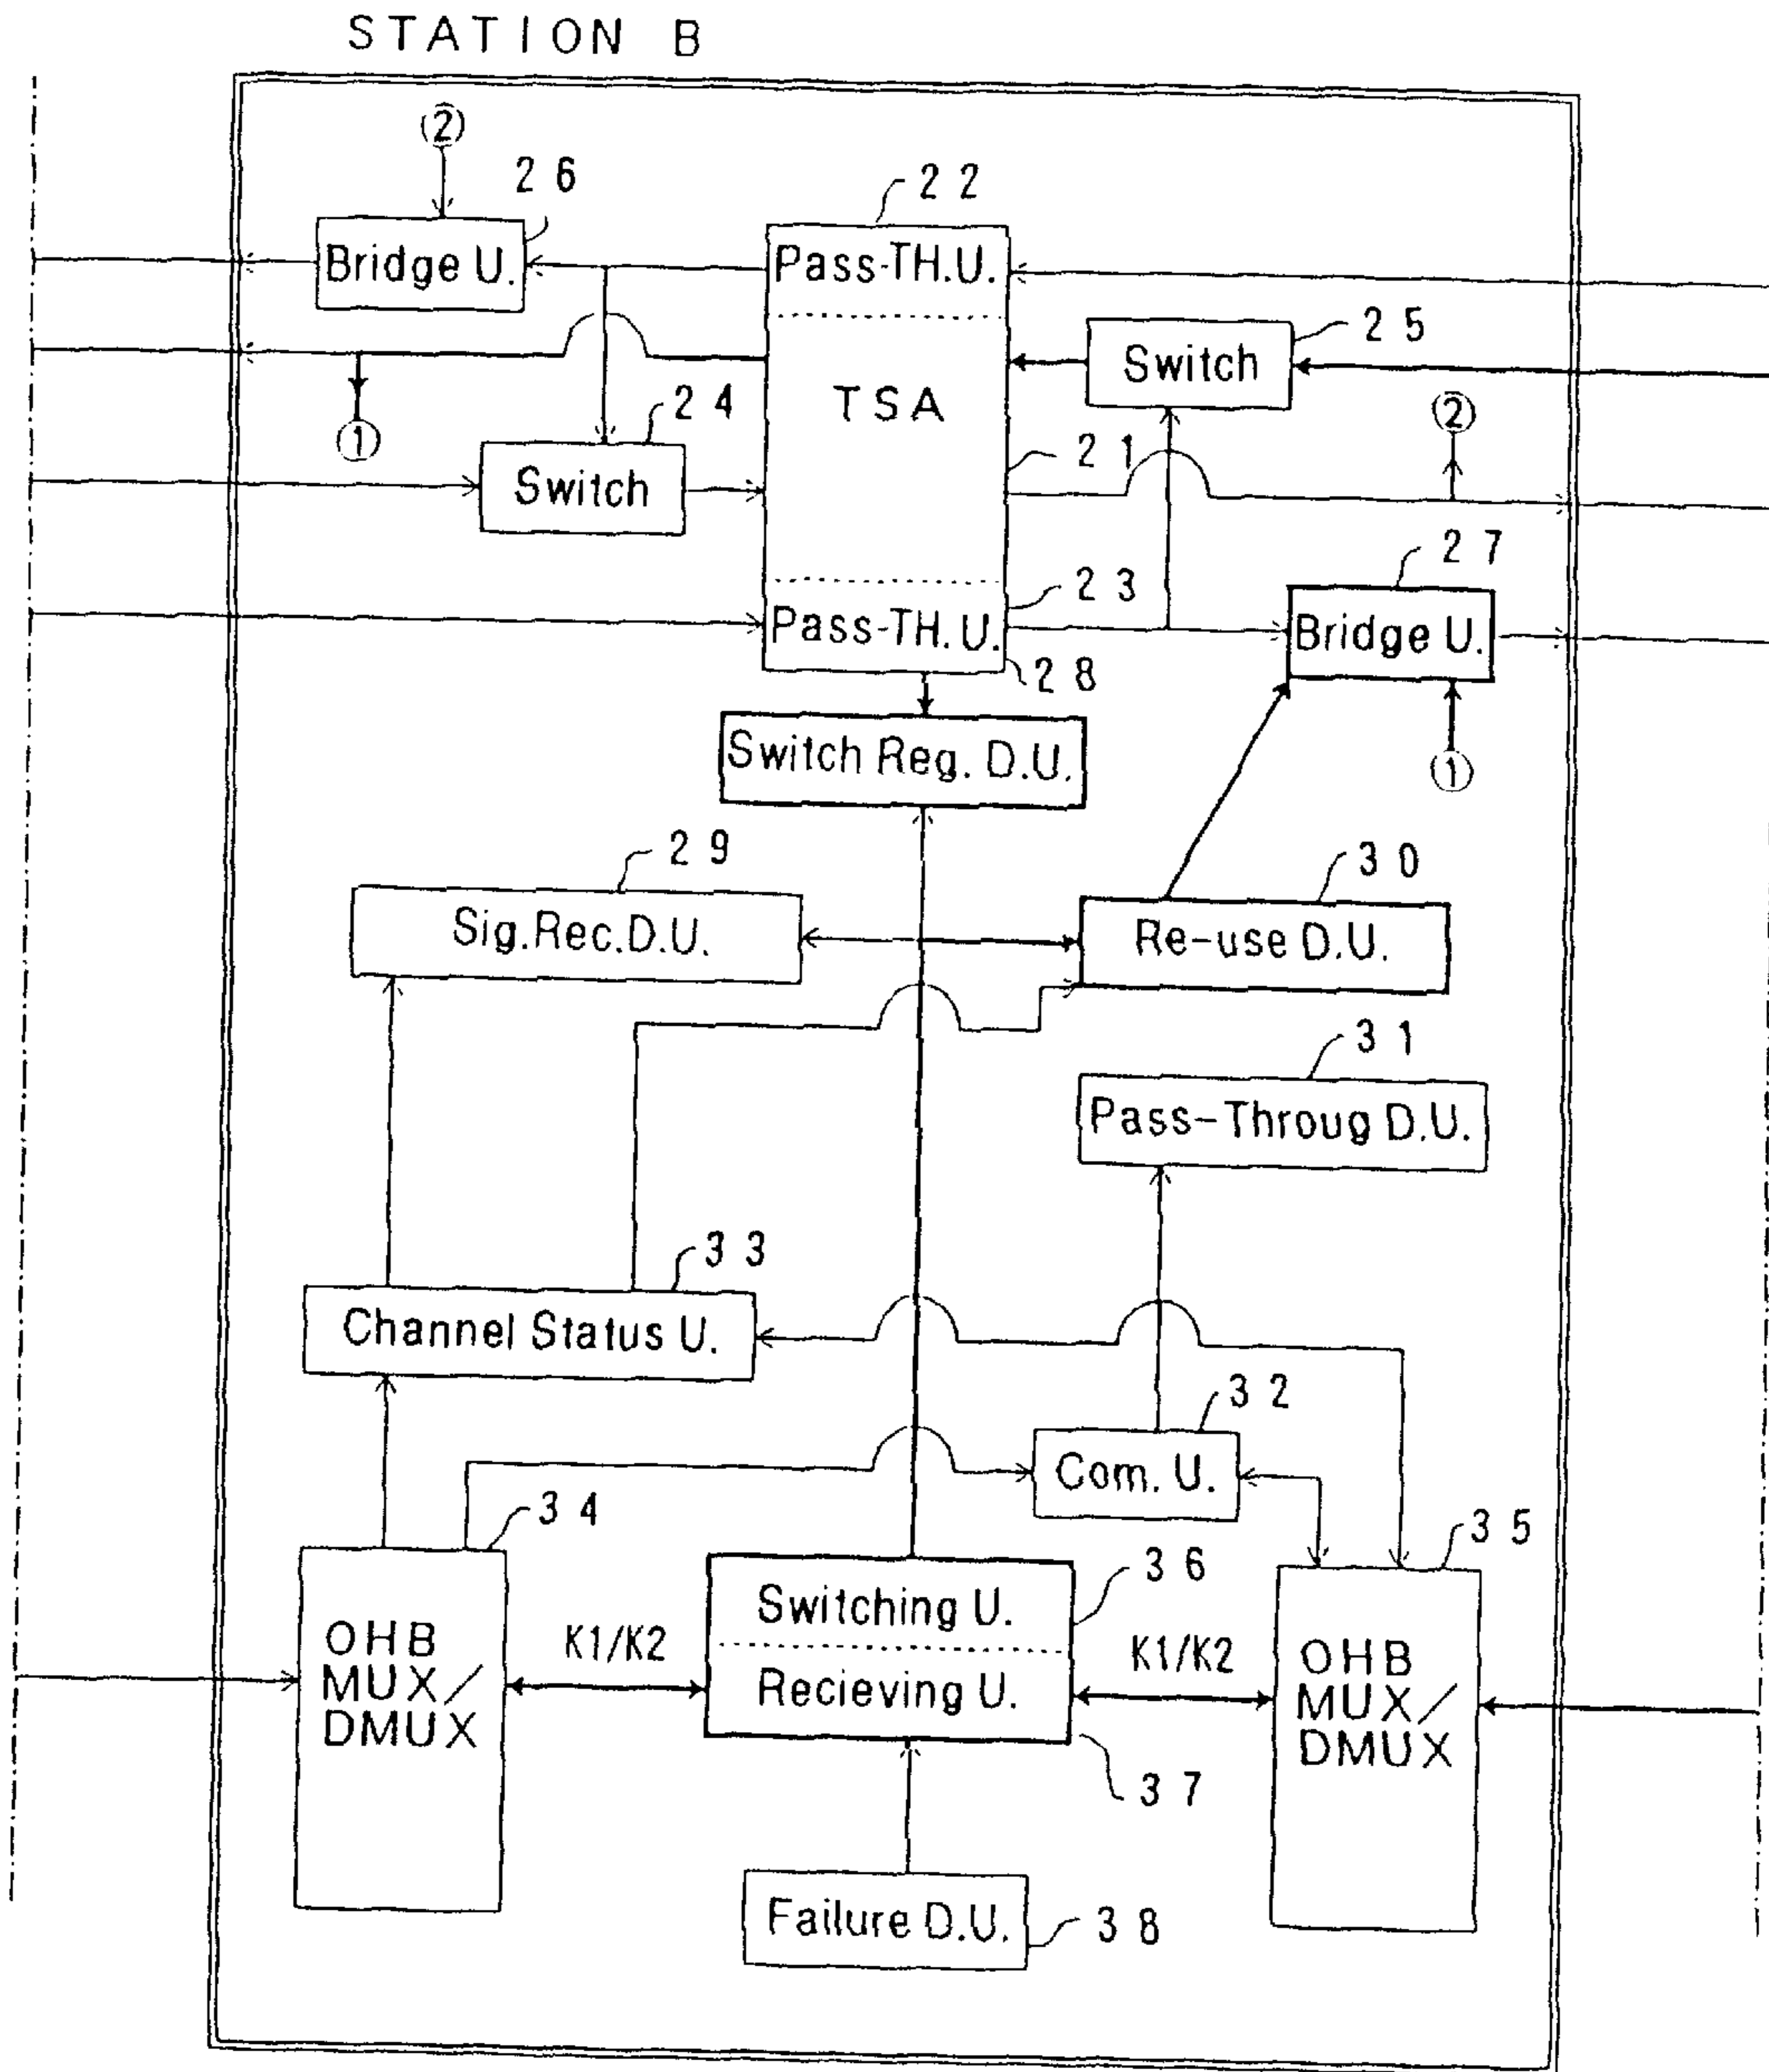 STATION B
②
26
22
Bridge U.
Pass-TH.U.
25
Switch
TSA
24
②
①
21
Switch
27
23
Pass-TH.U.
Bridge U.
28
Switch Reg. D.U.
①
29
30
Sig.Rec.D.U.
Re-use D.U.
31
Pass-Throug D.U.
33
Channel Status U.
32
Com. U.
34
35
36
Switching U.
OHB
MUX/
DMUX
K1/K2
K1/K2
OHB
MUX/
DMUX
Recieving U.
37
Failure D.U.
38